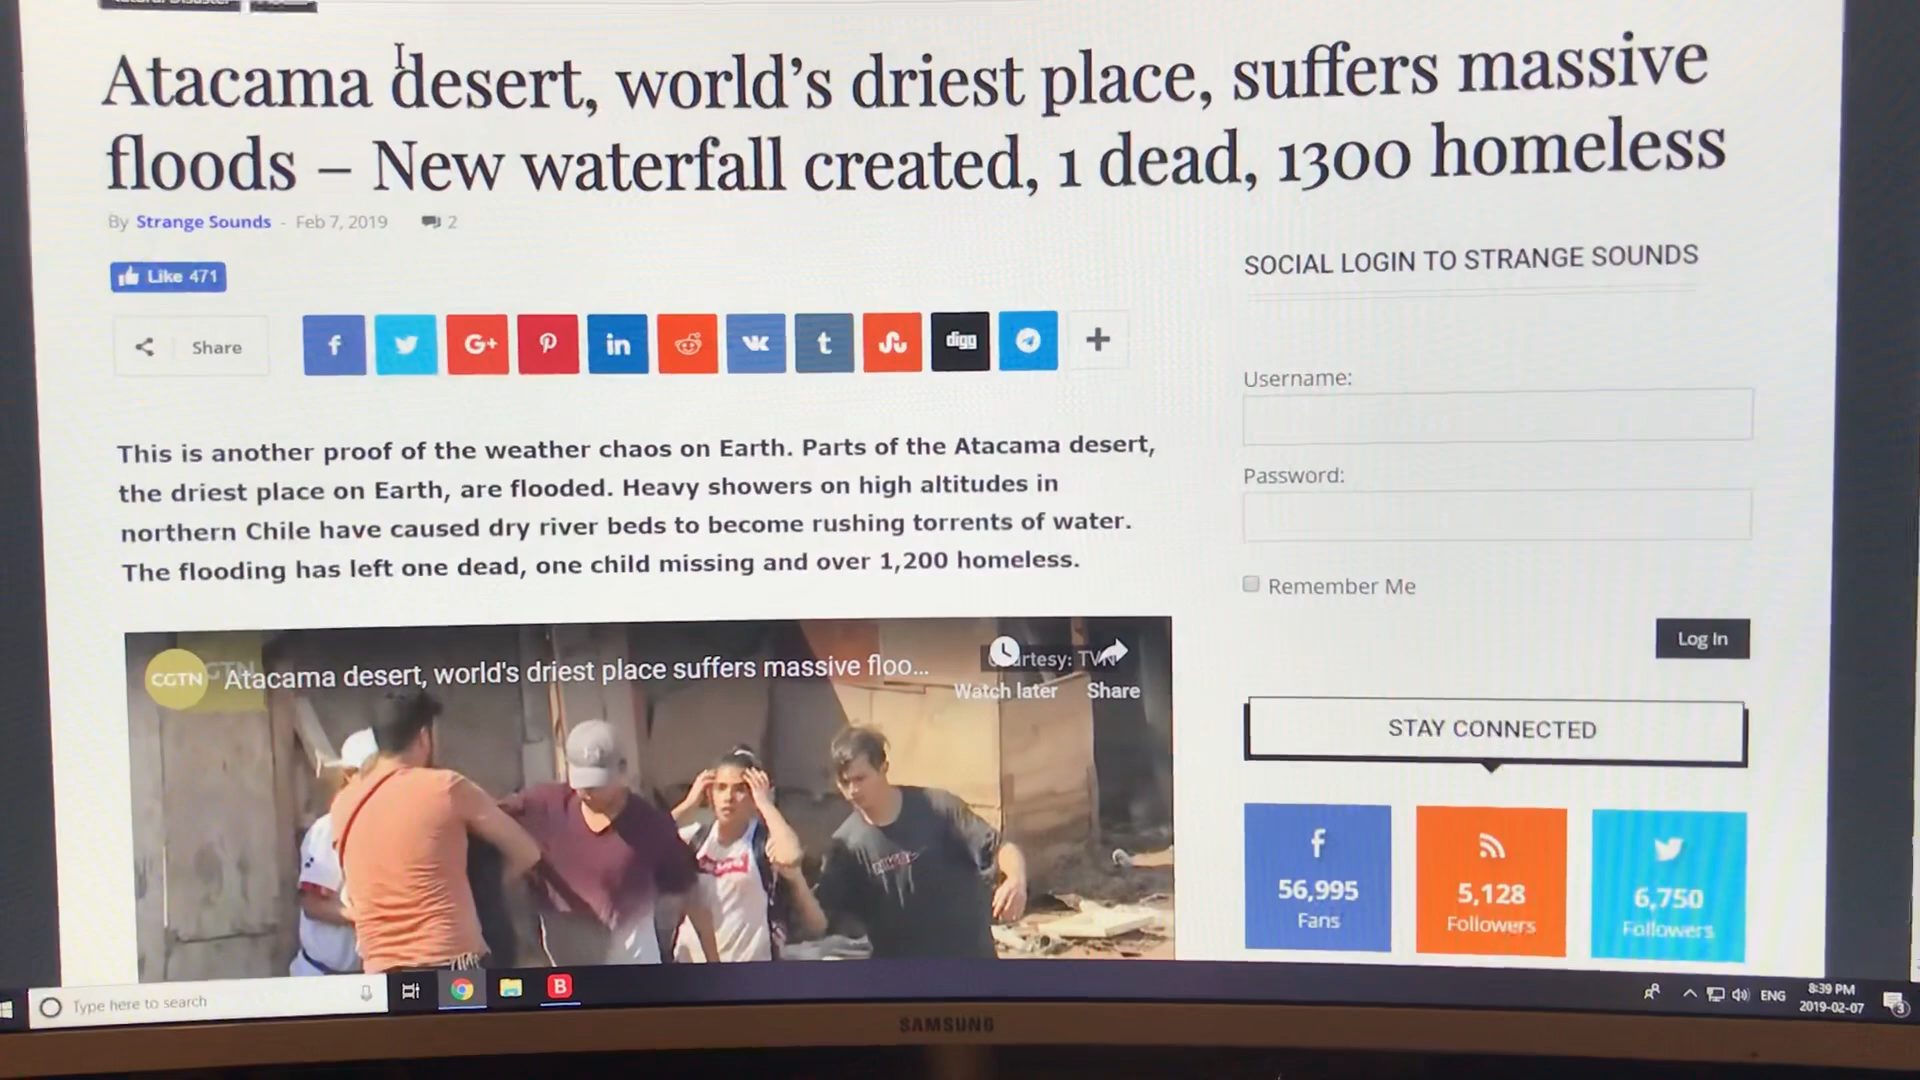 Atacama desert, world's driest place, suffers massive
floods – New waterfall created, 1 dead, 1300 homeless
By Strange Sounds - Feb 7, 2019 2
Like 471
Share
f
G+
in
VK
t
digg
+
This is another proof of the weather chaos on Earth. Parts of the Atacama desert,
the driest place on Earth, are flooded. Heavy showers on high altitudes in
northern Chile have caused dry river beds to become rushing torrents of water.
The flooding has left one dead, one child missing and over 1,200 homeless.
CGTN
Atacama desert, world's driest place suffers massive floo...
Watch later
Share
SOCIAL LOGIN TO STRANGE SOUNDS
Username:
Password:
Remember Me
Log In
STAY CONNECTED
f
56,995
Fans
5,128
Followers
6,750
Followers
Type here to search
B
ENG
8:39 PM
2019-02-07
3
SAMSUNG